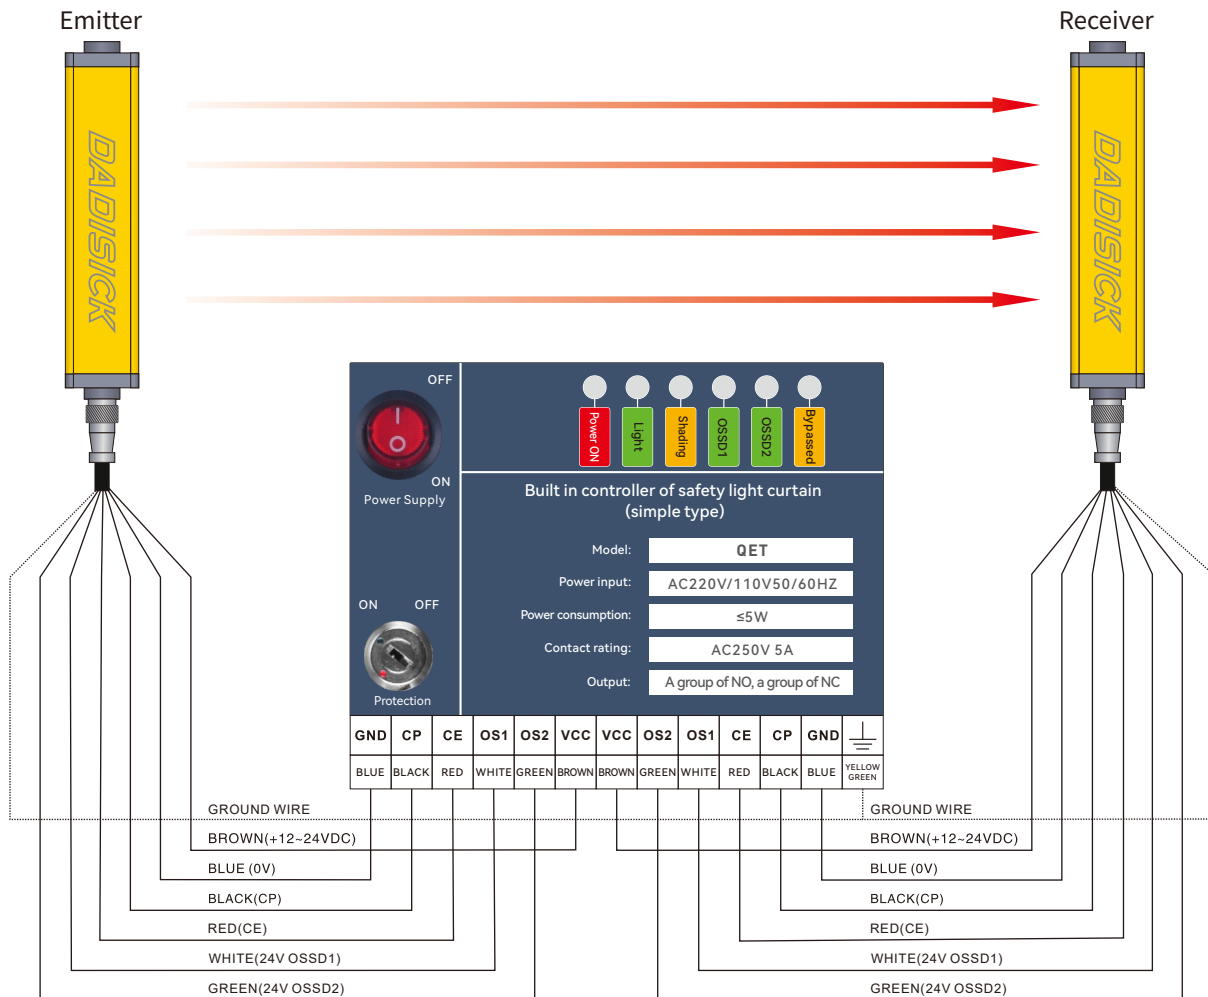 Emitter
Receiver
DADISICK
DADISICK
OFF
ON
Power Supply
ON OFF
Protection
Power ON
Light
Shading
OSSD1
OSSD2
Bypassed
Built in controller of safety light curtain
(simple type)
Model: QET
Power input: AC220V/110V50/60HZ
Power consumption: ≤5W
Contact rating: AC250V 5A
Output: A group of NO, a group of NC
GND CP CE OS1 OS2 VCC VCC OS2 OS1 CE CP GND
BLUE BLACK RED WHITE GREEN BROWN BROWN GREEN WHITE RED BLACK BLUE YELLOW
GREEN
GROUND WIRE
BROWN(+12~24VDC)
BLUE (0V)
BLACK(CP)
RED(CE)
WHITE(24V OSSD1)
GREEN(24V OSSD2)
GROUND WIRE
BROWN(+12~24VDC)
BLUE (0V)
BLACK(CP)
RED(CE)
WHITE(24V OSSD1)
GREEN(24V OSSD2)